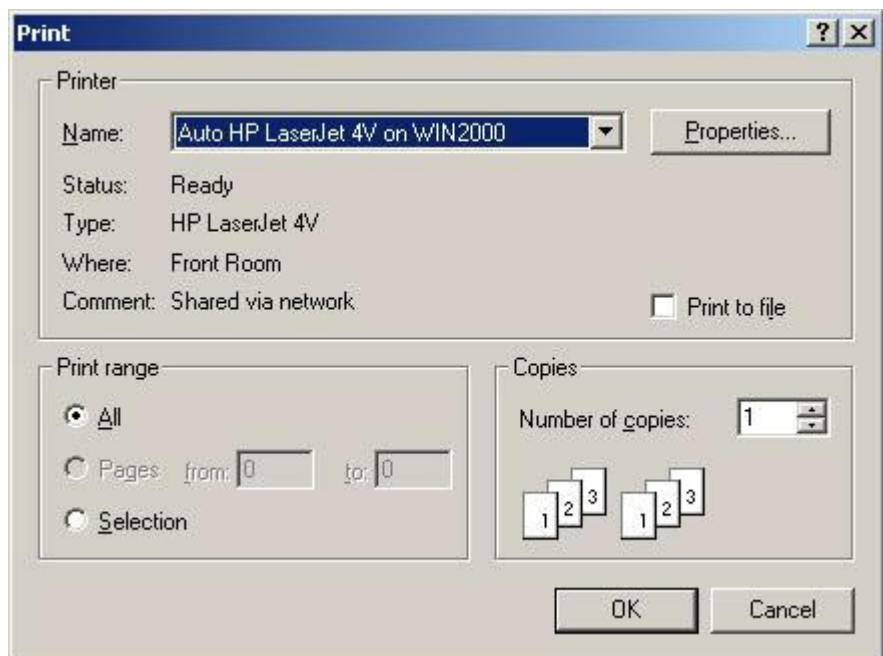 Print
Printer
Name: Auto HP LaserJet 4V on WIN2000 Properties...
Status: Ready
Type: HP LaserJet 4V
Where: Front Room
Comment: Shared via network
Print to file
Print range
All
Pages from: 0 to: 0
Selection
Copies
Number of copies: 1
1 2 3 1 2 3
OK Cancel